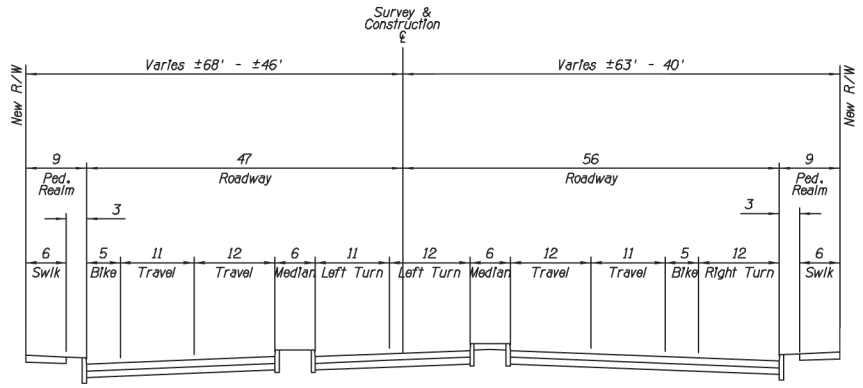 Survey &
Construction
℄
Varies ±68' - ±46'
Varies ±63' - 40'
New R/W
New R/W
9
47
56
9
Ped.
Realm
Roadway
Roadway
Ped.
Realm
3
3
6
5
11
12
6
11
12
6
12
11
5
12
6
Swlk
Bike
Travel
Travel
Median
Left Turn
Left Turn
Median
Travel
Travel
Bike
Right Turn
Swlk